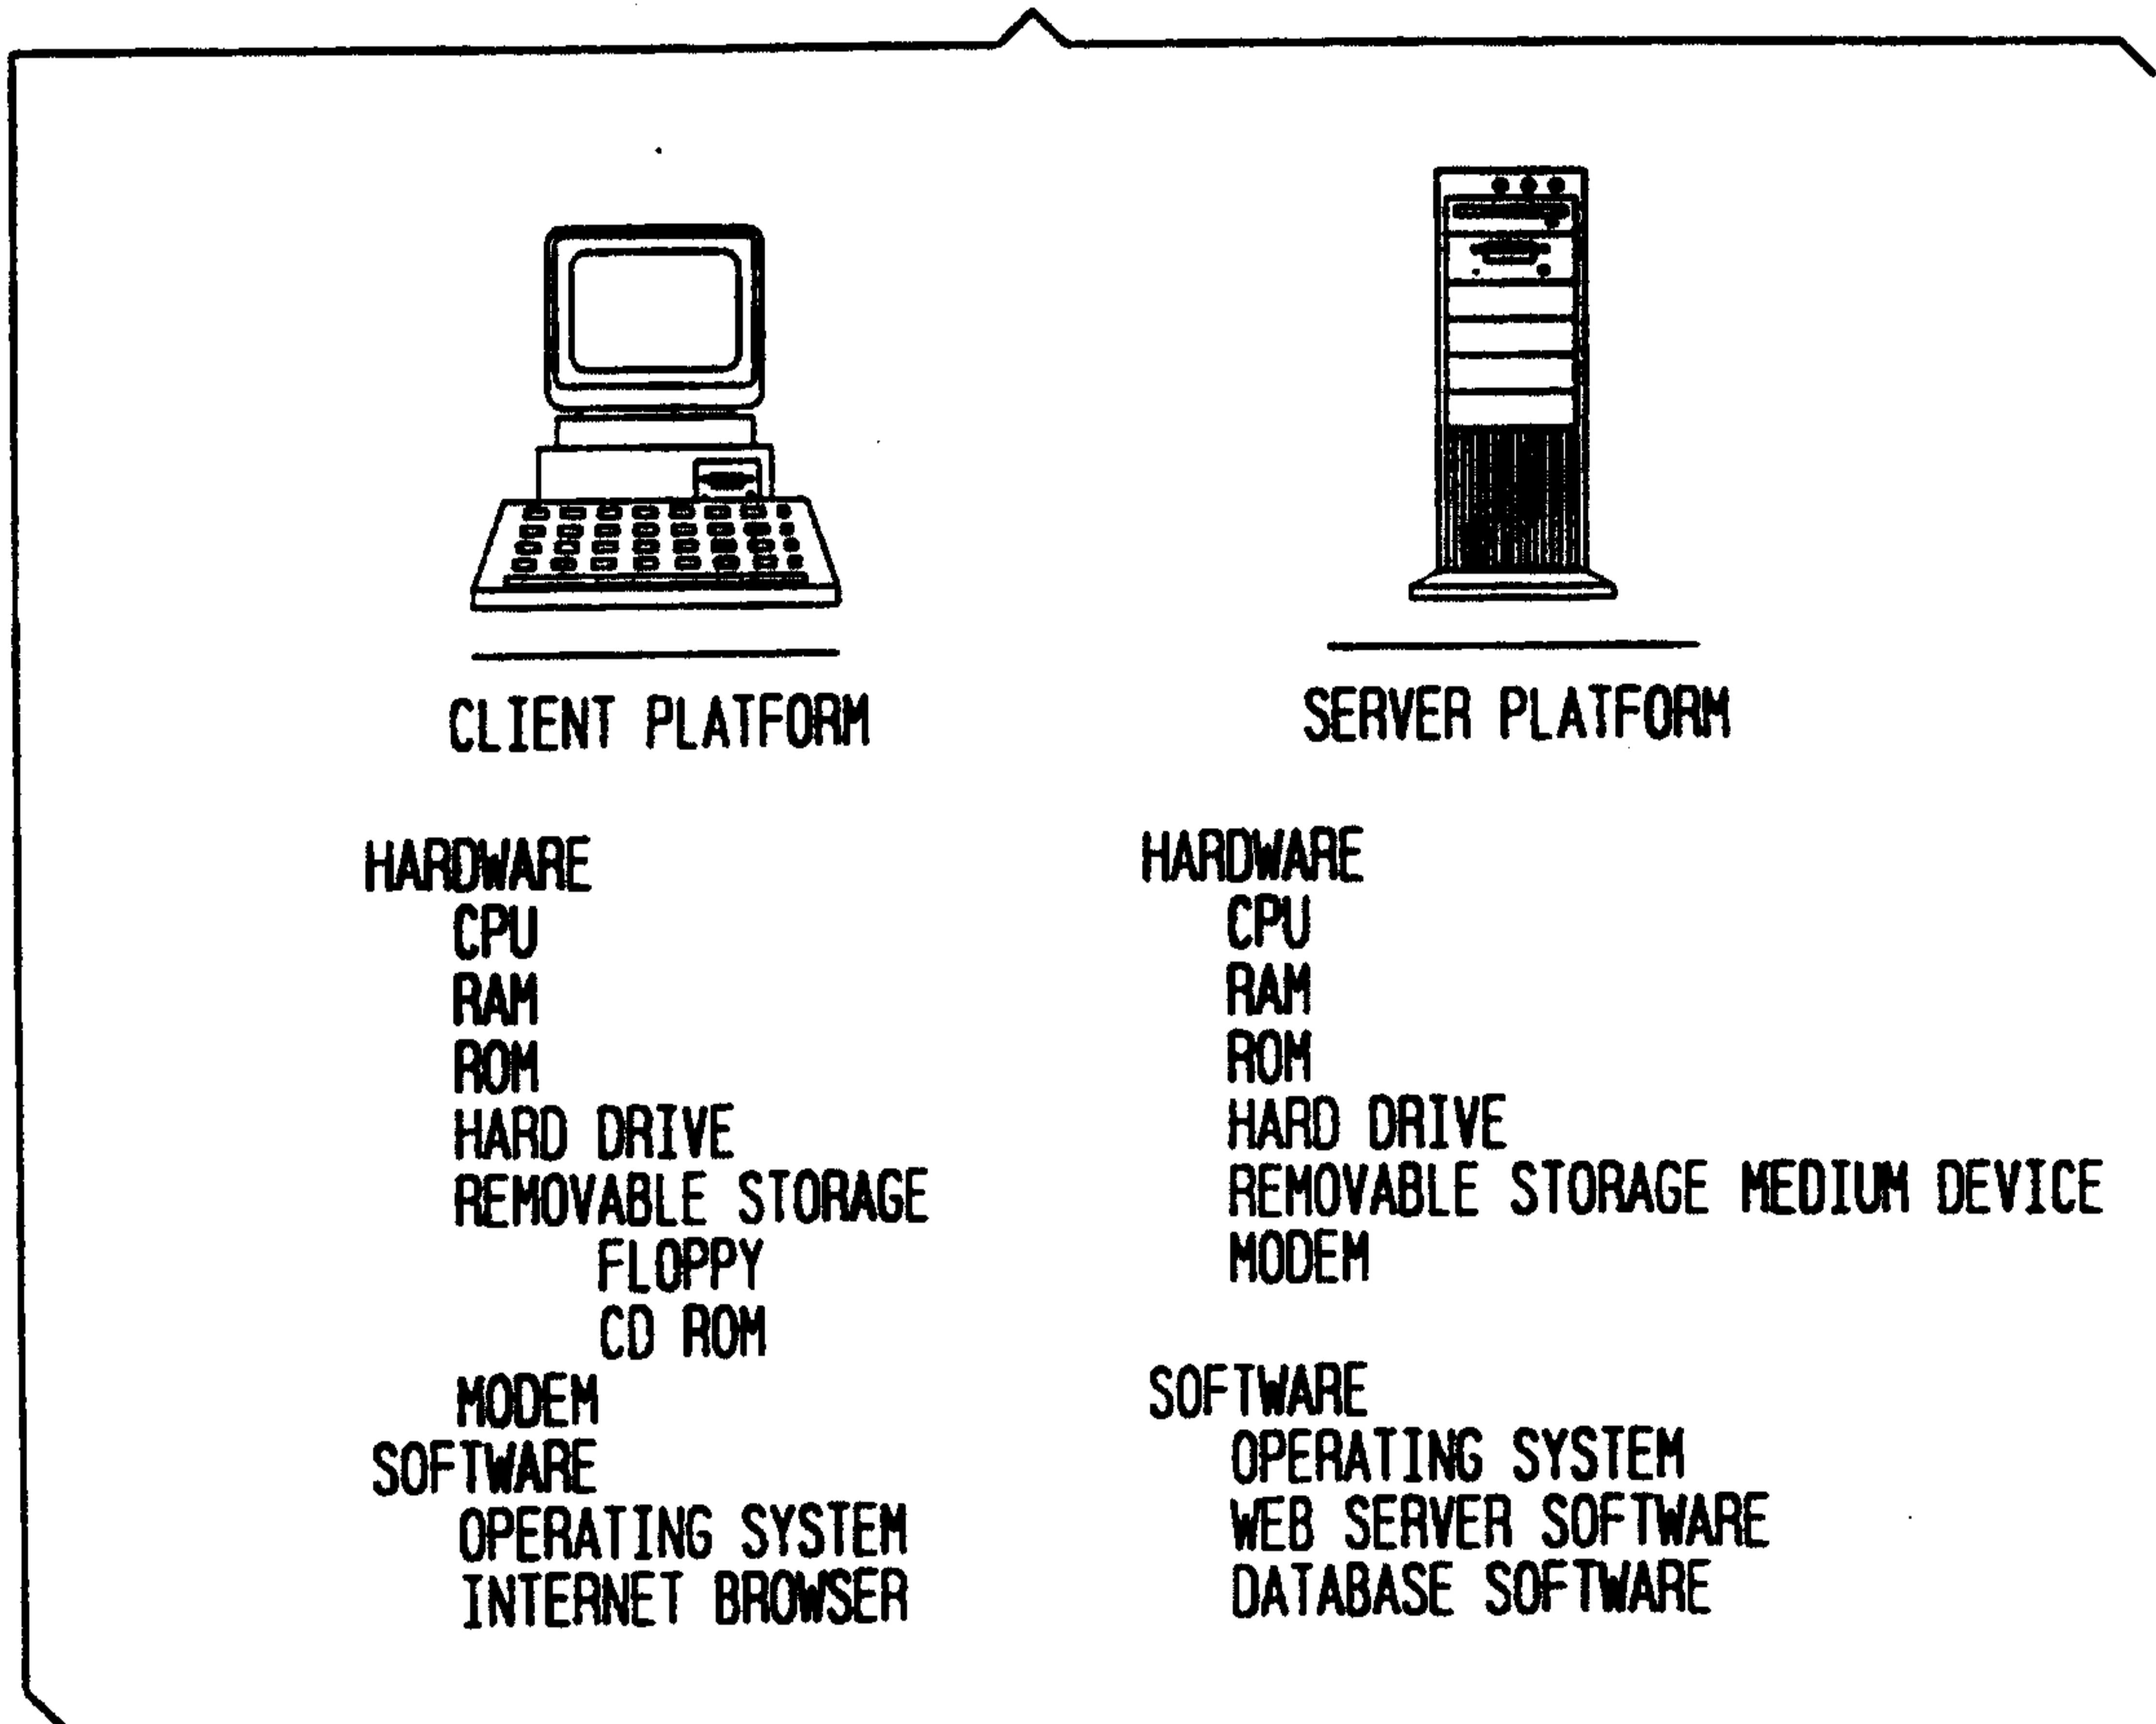 CLIENT PLATFORM
HARDWARE
CPU
RAM
ROM
HARD DRIVE
REMOVABLE STORAGE
FLOPPY
CD ROM
MODEM
SOFTWARE
OPERATING SYSTEM
INTERNET BROWSER
SERVER PLATFORM
HARDWARE
CPU
RAM
ROM
HARD DRIVE
REMOVABLE STORAGE MEDIUM DEVICE
MODEM
SOFTWARE
OPERATING SYSTEM
WEB SERVER SOFTWARE
DATABASE SOFTWARE